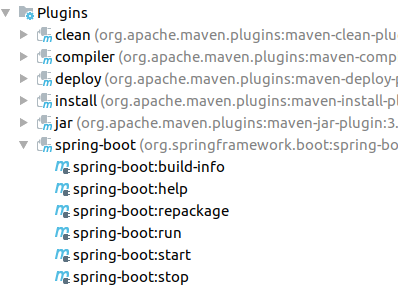 Plugins
clean (org.apache.maven.plugins:maven-clean-plu
compiler (org.apache.maven.plugins:maven-comp
deploy (org.apache.maven.plugins:maven-deploy-p
install (org.apache.maven.plugins:maven-install-pl
jar (org.apache.maven.plugins:maven-jar-plugin:3.
spring-boot (org.springframework.boot:spring-bo
spring-boot:build-info
spring-boot:help
spring-boot:repackage
spring-boot:run
spring-boot:start
spring-boot:stop